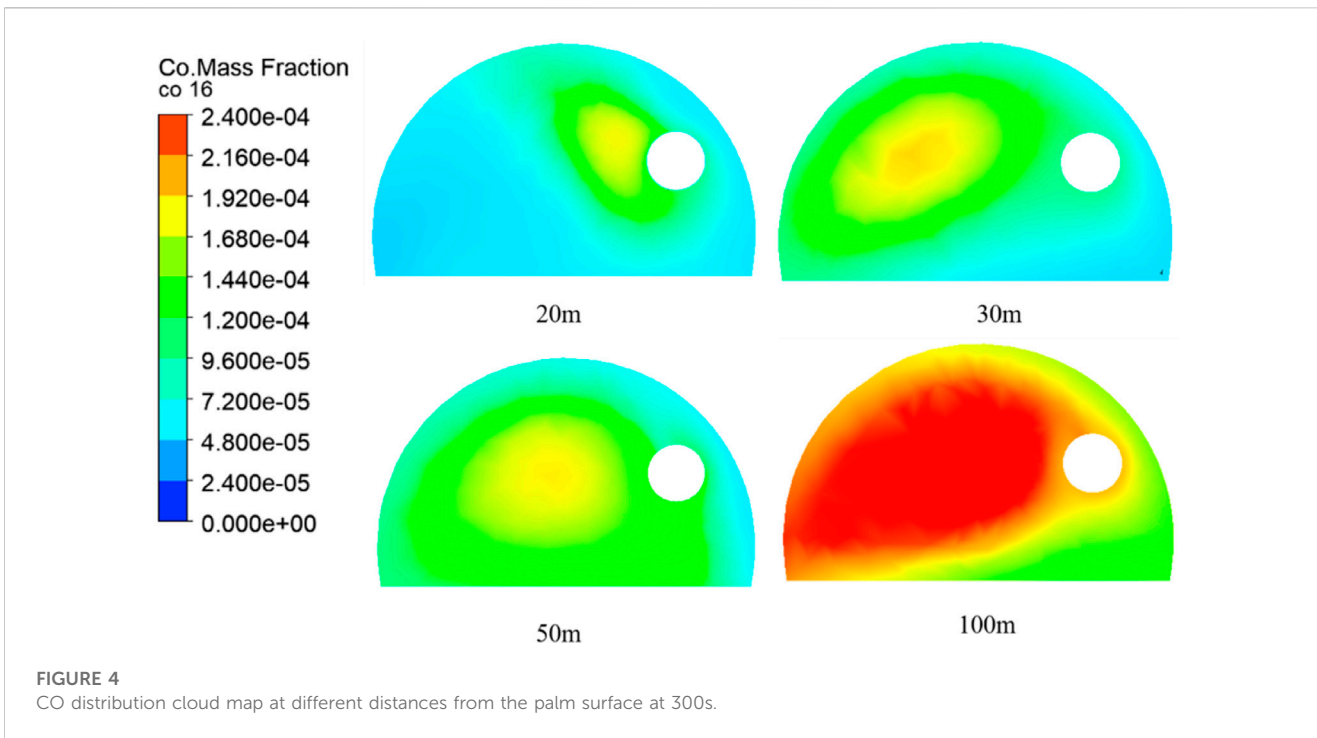 Co.Mass Fraction
co 16
2.400e-04
2.160e-04
1.920e-04
1.680e-04
1.440e-04
1.200e-04
9.600e-05
7.200e-05
4.800e-05
2.400e-05
0.000e+00
20m
30m
50m
100m
FIGURE 4
CO distribution cloud map at different distances from the palm surface at 300s.